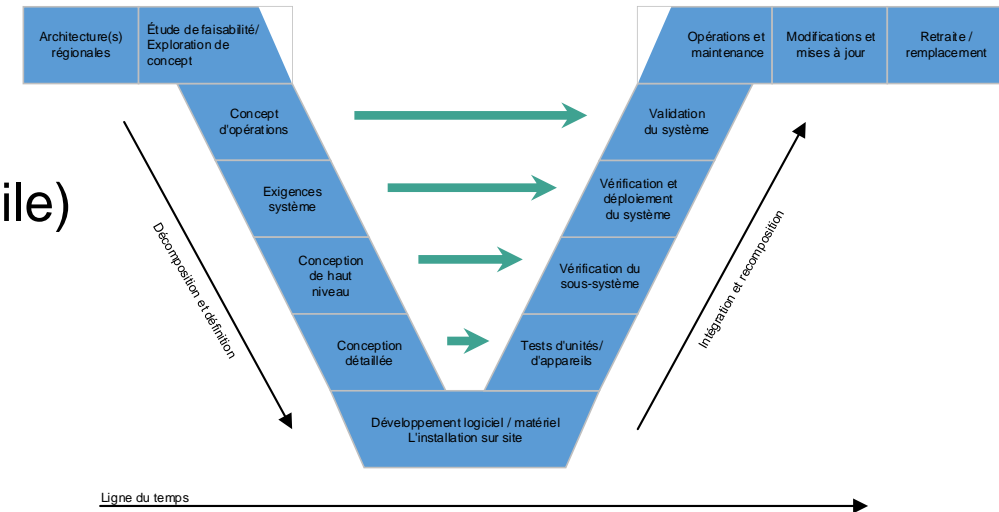 Architecture(s)
régionales
Étude de faisabilité/
Exploration de
concept
Opérations et
maintenance
Modifications et
mises à jour
Retraite /
remplacement
Concept
d'opérations
Validation
du système
ile)
Exigences
système
Vérification et
déploiement
du système
Décomposition et définition
Intégration et recomposition
Conception
de haut
niveau
Vérification du
sous-système
Conception
détaillée
Tests d'unités/
d'appareils
Développement logiciel / matériel
L'installation sur site
Ligne du temps